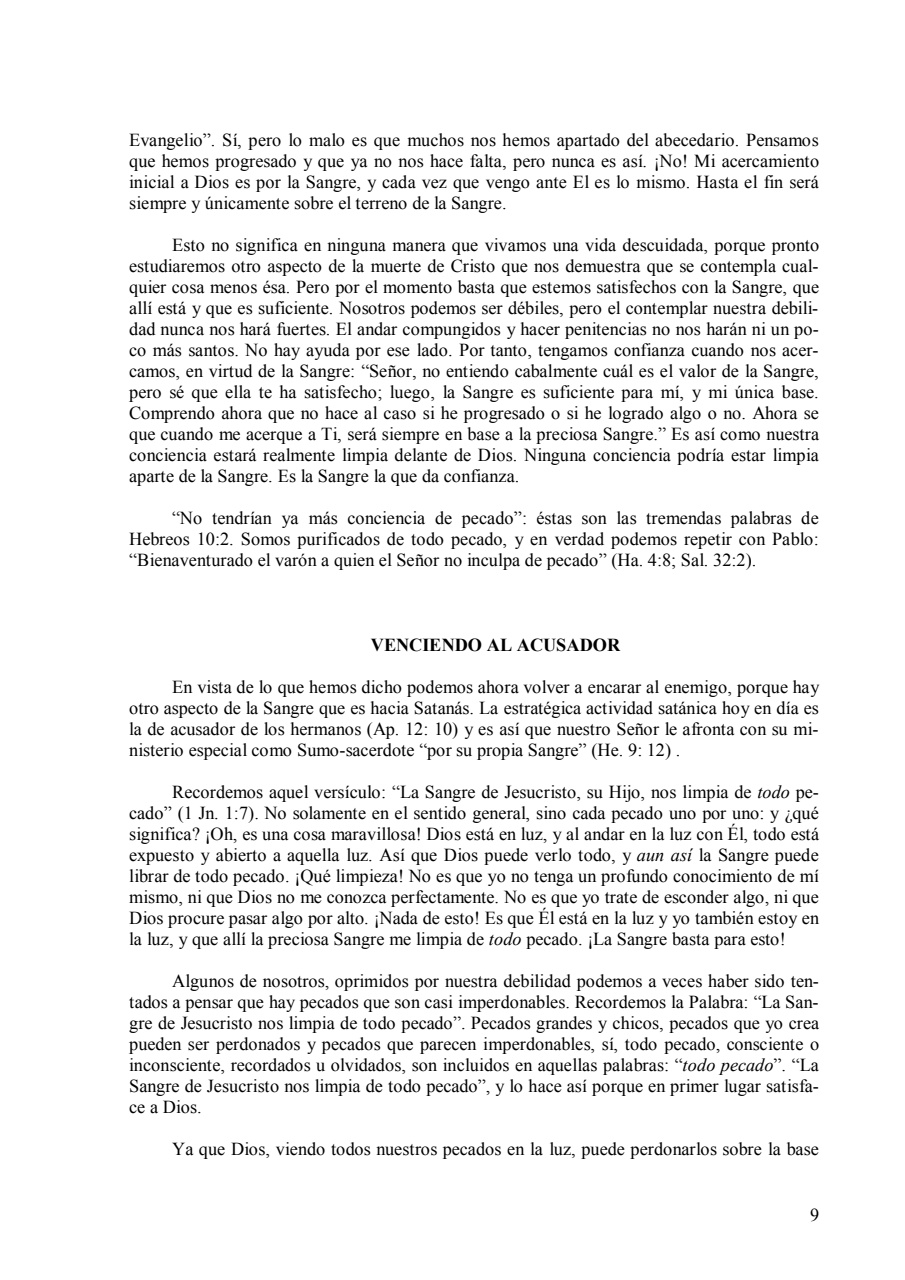 Evangelio”. Sí, pero lo malo es que muchos nos hemos apartado del abecedario. Pensamos
que hemos progresado y que ya no nos hace falta, pero nunca es así. ¡No! Mi acercamiento
inicial a Dios es por la Sangre, y cada vez que vengo ante El es lo mismo. Hasta el fin será
siempre y únicamente sobre el terreno de la Sangre.
Esto no significa en ninguna manera que vivamos una vida descuidada, porque pronto
estudiaremos otro aspecto de la muerte de Cristo que nos demuestra que se contempla cual-
quier cosa menos ésa. Pero por el momento basta que estemos satisfechos con la Sangre, que
allí está y que es suficiente. Nosotros podemos ser débiles, pero el contemplar nuestra debili-
dad nunca nos hará fuertes. El andar compungidos y hacer penitencias no nos harán ni un po-
co más santos. No hay ayuda por ese lado. Por tanto, tengamos confianza cuando nos acer-
camos, en virtud de la Sangre: “Señor, no entiendo cabalmente cuál es el valor de la Sangre,
pero sé que ella te ha satisfecho; luego, la Sangre es suficiente para mí, y mi única base.
Comprendo ahora que no hace al caso si he progresado o si he logrado algo o no. Ahora se
que cuando me acerque a Ti, será siempre en base a la preciosa Sangre.” Es así como nuestra
conciencia estará realmente limpia delante de Dios. Ninguna conciencia podría estar limpia
aparte de la Sangre. Es la Sangre la que da confianza.
“No tendrían ya más conciencia de pecado”: éstas son las tremendas palabras de
Hebreos 10:2. Somos purificados de todo pecado, y en verdad podemos repetir con Pablo:
“Bienaventurado el varón a quien el Señor no inculpa de pecado” (Ha. 4:8; Sal. 32:2).
VENCIENDO AL ACUSADOR
En vista de lo que hemos dicho podemos ahora volver a encarar al enemigo, porque hay
otro aspecto de la Sangre que es hacia Satanás. La estratégica actividad satánica hoy en día es
la de acusador de los hermanos (Ap. 12: 10) y es así que nuestro Señor le afronta con su mi-
nisterio especial como Sumo-sacerdote “por su propia Sangre” (He. 9: 12) .
Recordemos aquel versículo: “La Sangre de Jesucristo, su Hijo, nos limpia de todo pe-
cado” (1 Jn. 1:7). No solamente en el sentido general, sino cada pecado uno por uno: y ¿qué
significa? ¡Oh, es una cosa maravillosa! Dios está en luz, y al andar en la luz con Él, todo está
expuesto y abierto a aquella luz. Así que Dios puede verlo todo, y aun así la Sangre puede
librar de todo pecado. ¡Qué limpieza! No es que yo no tenga un profundo conocimiento de mí
mismo, ni que Dios no me conozca perfectamente. No es que yo trate de esconder algo, ni que
Dios procure pasar algo por alto. ¡Nada de esto! Es que Él está en la luz y yo también estoy en
la luz, y que allí la preciosa Sangre me limpia de todo pecado. ¡La Sangre basta para esto!
Algunos de nosotros, oprimidos por nuestra debilidad podemos a veces haber sido ten-
tados a pensar que hay pecados que son casi imperdonables. Recordemos la Palabra: “La San-
gre de Jesucristo nos limpia de todo pecado”. Pecados grandes y chicos, pecados que yo crea
pueden ser perdonados y pecados que parecen imperdonables, sí, todo pecado, consciente o
inconsciente, recordados u olvidados, son incluidos en aquellas palabras: “todo pecado”. “La
Sangre de Jesucristo nos limpia de todo pecado”, y lo hace así porque en primer lugar satisfa-
ce a Dios.
Ya que Dios, viendo todos nuestros pecados en la luz, puede perdonarlos sobre la base
9